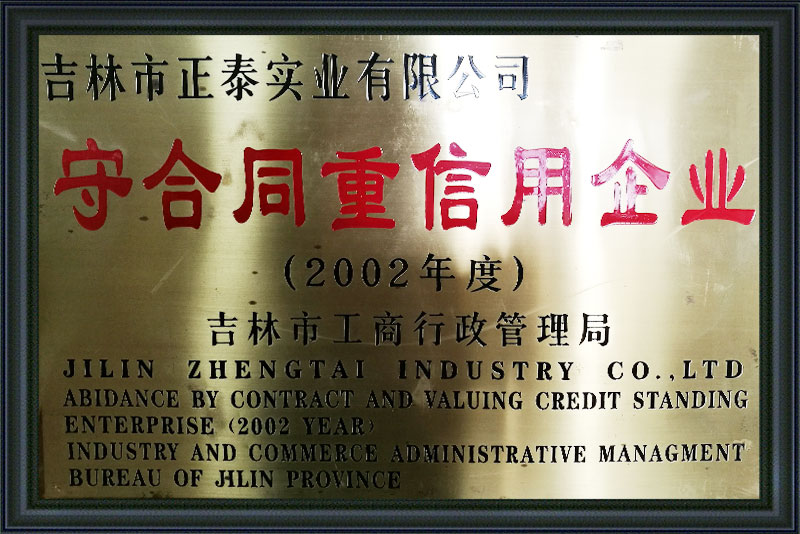 吉林市正泰实业有限公司
守合同重信用企业
(2002年度)
吉林市工商行政管理局
JILIN ZHENGTAI INDUSTRY CO.,LTD
ABIDANCE BY CONTRACT AND VALUING CREDIT STANDING
ENTERPRISE (2002 YEAR)
INDUSTRY AND COMMERCE ADMINISTRATIVE MANAGMENT
BUREAU OF JILIN PROVINCE